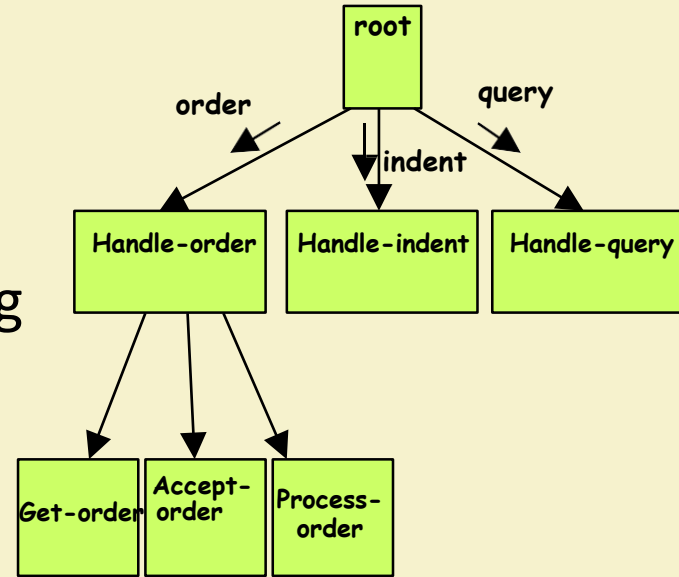 root
order
query
indent
Handle-order
Handle-indent
Handle-query
g
Get-order
Accept-
order
Process-
order